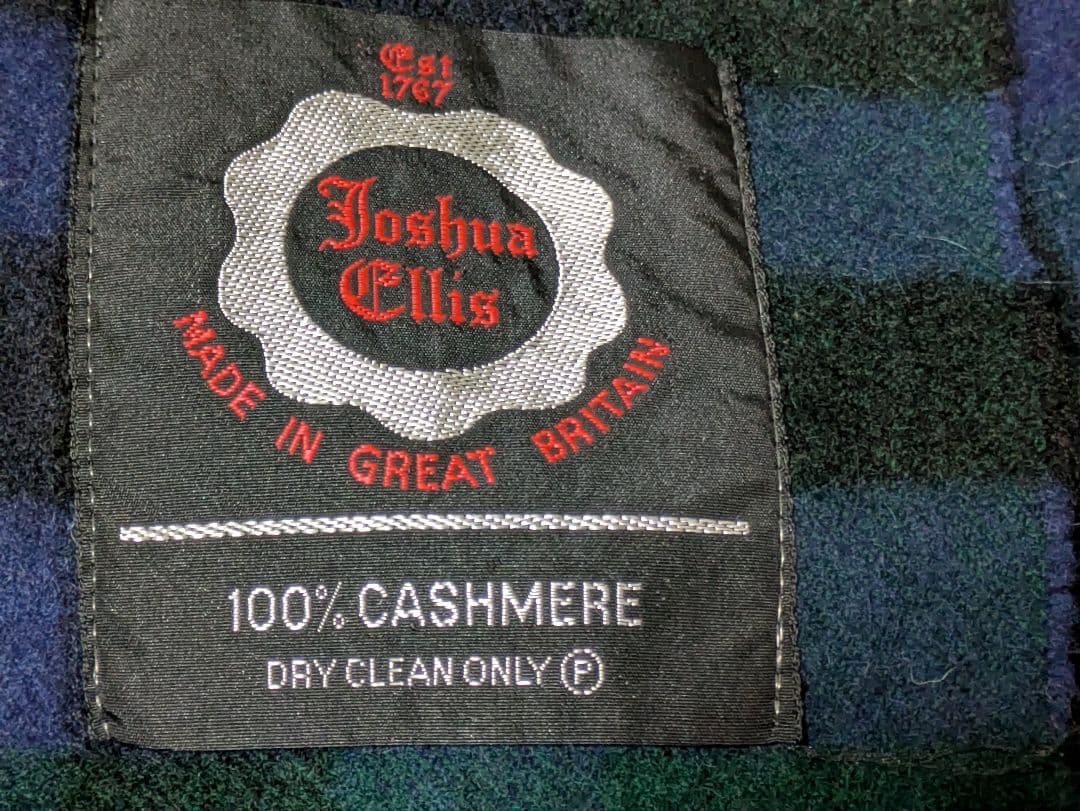 Est
1767
Joshua
Ellis
MADE IN GREAT BRITAIN
100% CASHMERE
DRY CLEAN ONLY Ⓟ